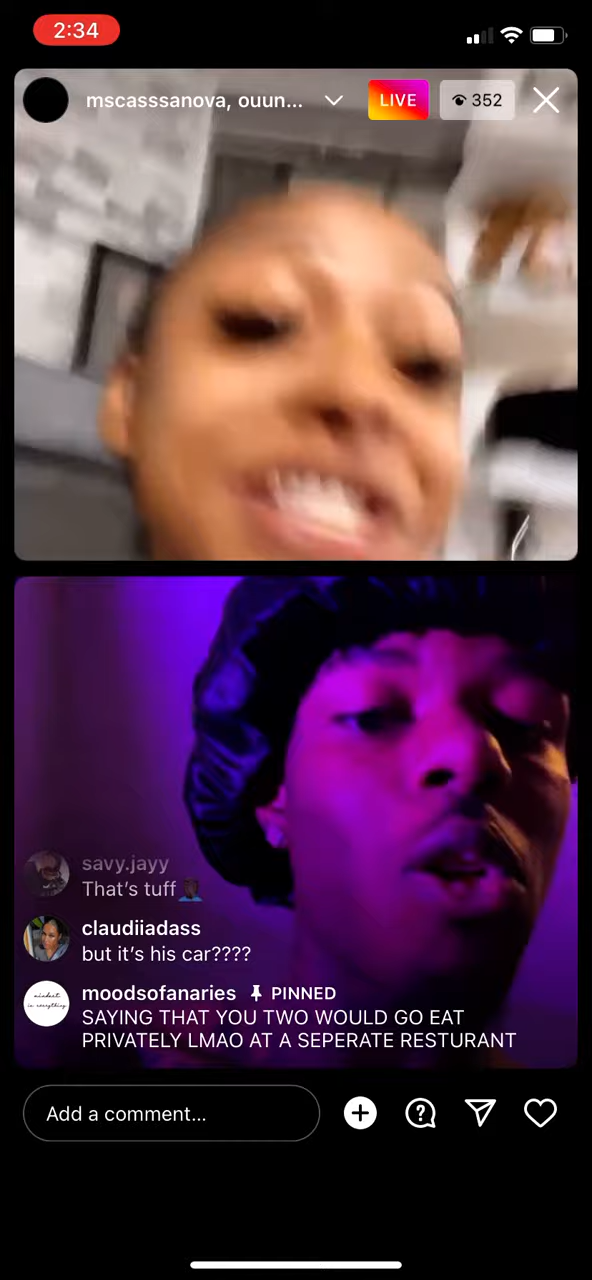 2:34
mscasssanova, ouun...
LIVE
352
savy.jayy
That's tuff
claudiiadass
but it's his car????
moodsofanaries PINNED
SAYING THAT YOU TWO WOULD GO EAT
PRIVATELY LMAO AT A SEPERATE RESTURANT
Add a comment...